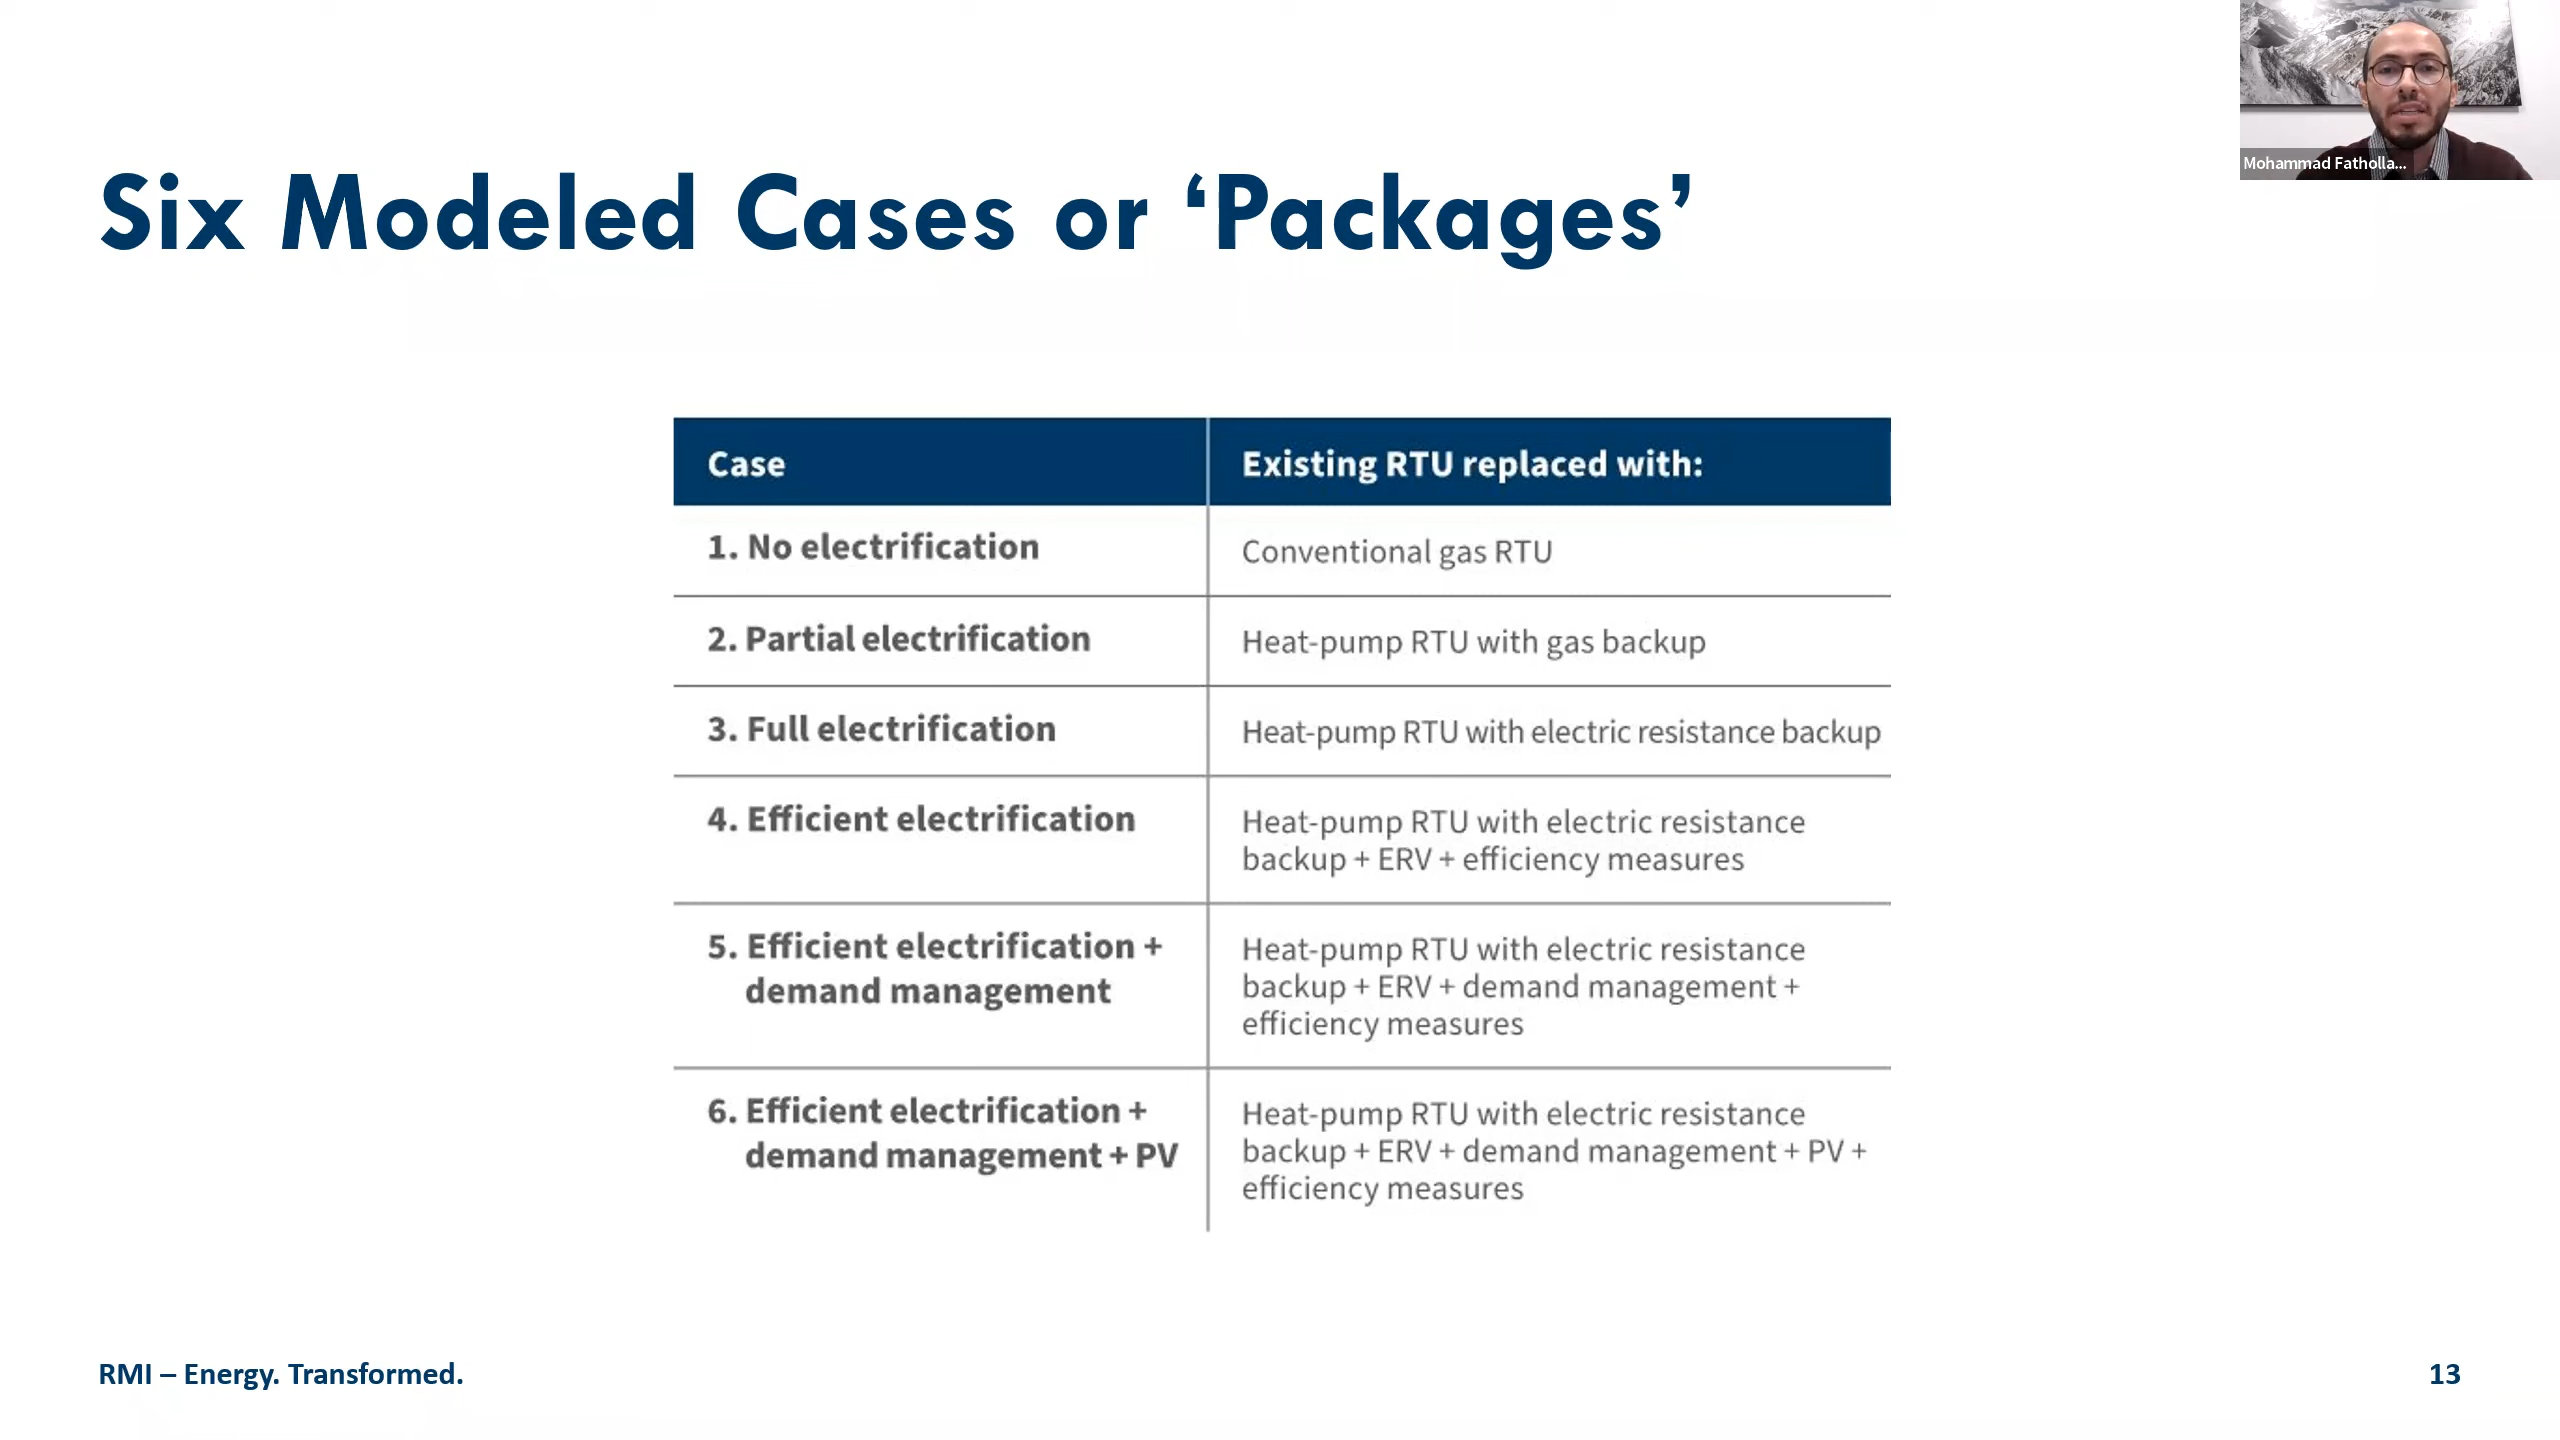 Mohammad Fatholla...
Six Modeled Cases or ‘Packages’
Case
Existing RTU replaced with:
1. No electrification
Conventional gas RTU
2. Partial electrification
Heat-pump RTU with gas backup
3. Full electrification
Heat-pump RTU with electric resistance backup
4. Efficient electrification
Heat-pump RTU with electric resistance
backup + ERV + efficiency measures
5. Efficient electrification +
demand management
Heat-pump RTU with electric resistance
backup + ERV + demand management +
efficiency measures
6. Efficient electrification +
demand management + PV
Heat-pump RTU with electric resistance
backup + ERV + demand management + PV +
efficiency measures
RMI – Energy. Transformed.
13